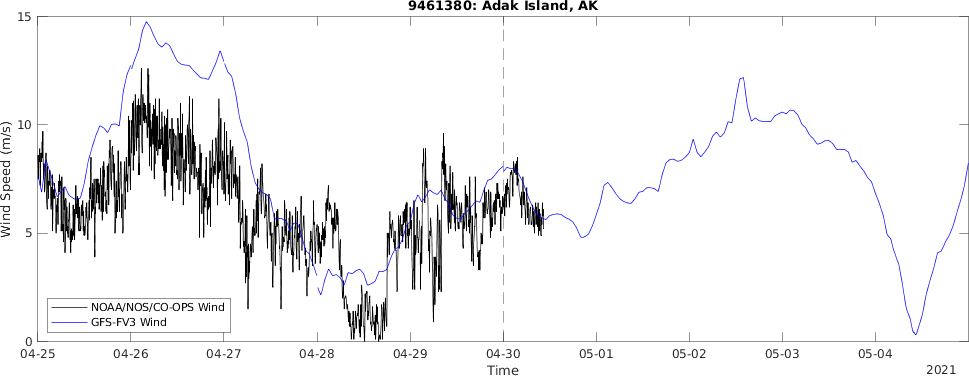 9461380: Adak Island, AK
15
10
5
0
Wind Speed (m/s)
NOAA/NOS/CO-OPS Wind
GFS-FV3 Wind
04-25 04-26 04-27 04-28 04-29 04-30 05-01 05-02 05-03 05-04
Time
2021